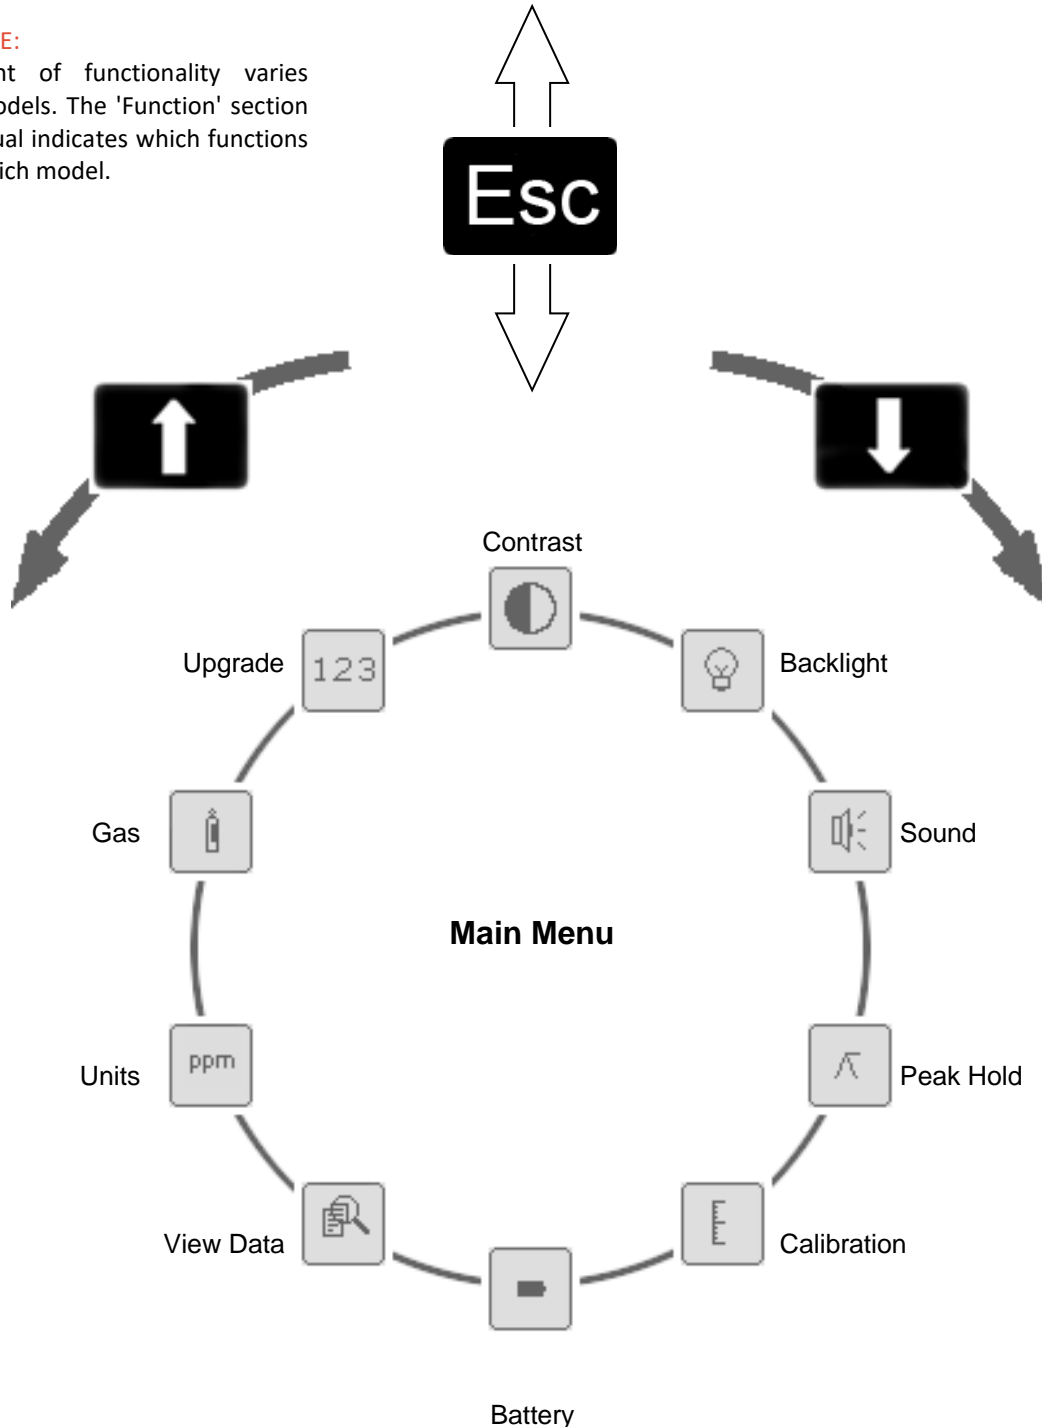 E:
nt of functionality varies
odels. The 'Function' section
ual indicates which functions
ich model.
Esc
Contrast
Upgrade
123
Backlight
Gas
Sound
Main Menu
Units
ppm
Peak Hold
View Data
Calibration
Battery